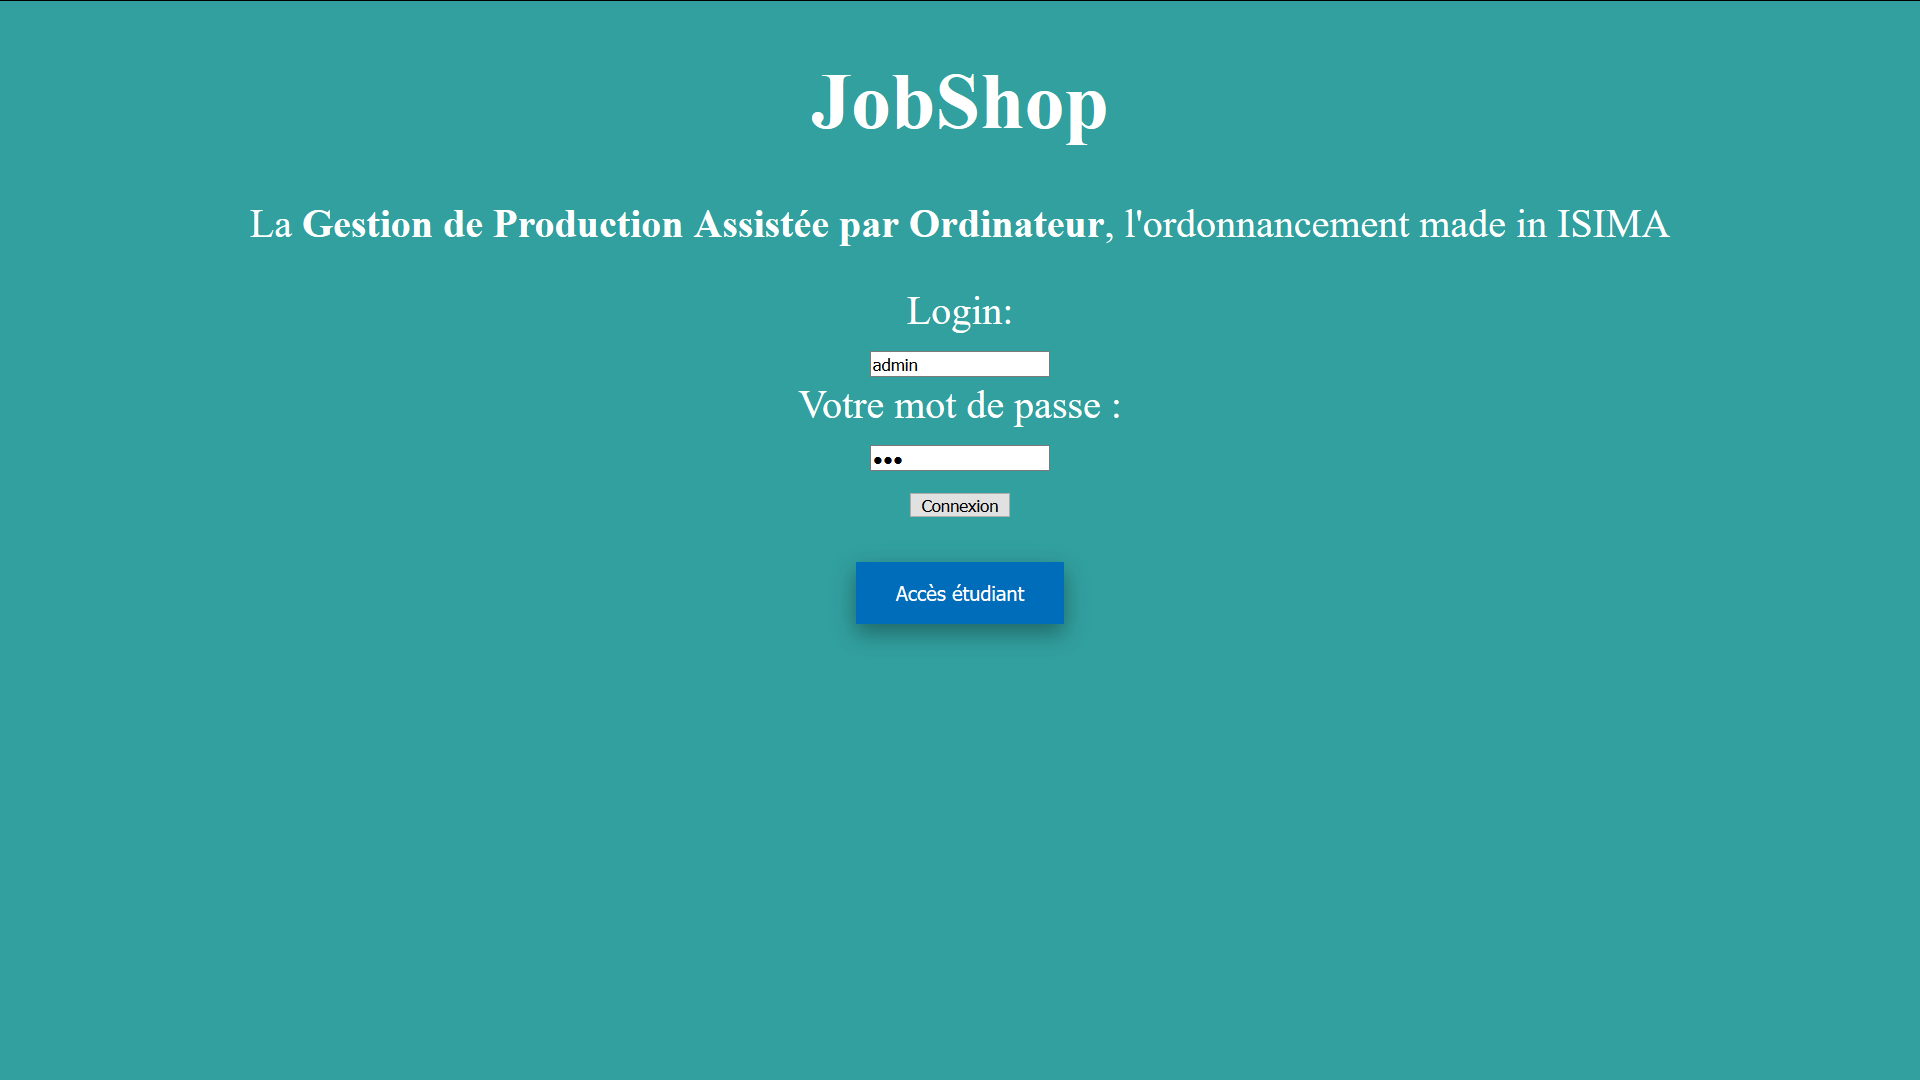 JobShop
La Gestion de Production Assistée par Ordinateur, l'ordonnancement made in ISIMA
Login:
admin
Votre mot de passe :
•••
Connexion
Accès étudiant